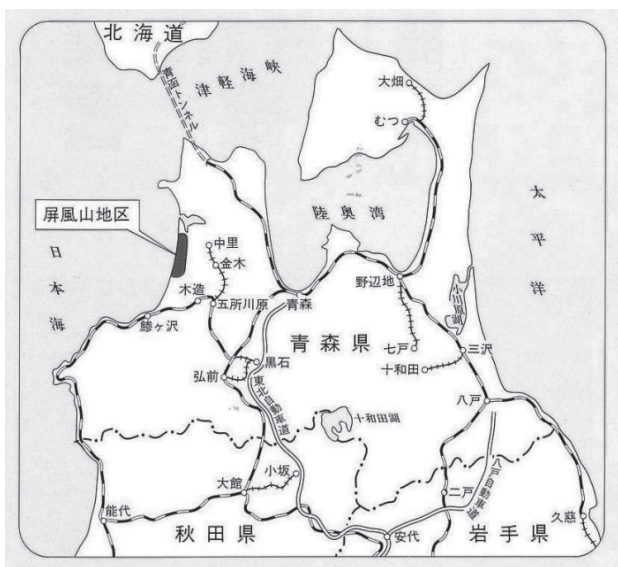 北海道
青函トンネル
津軽海峡
大畑
むつ
陸奥湾
太平洋
屏風山地区
日本海
中里
金木
木造
五所川原
青森
野辺地
小川原湖
鰺ヶ沢
青森県
七戸
三沢
十和田
黒石
弘前
東北自動車道
八戸
十和田湖
小坂
大館
二戸
八戸自動車道
能代
秋田県
安代
岩手県
久慈